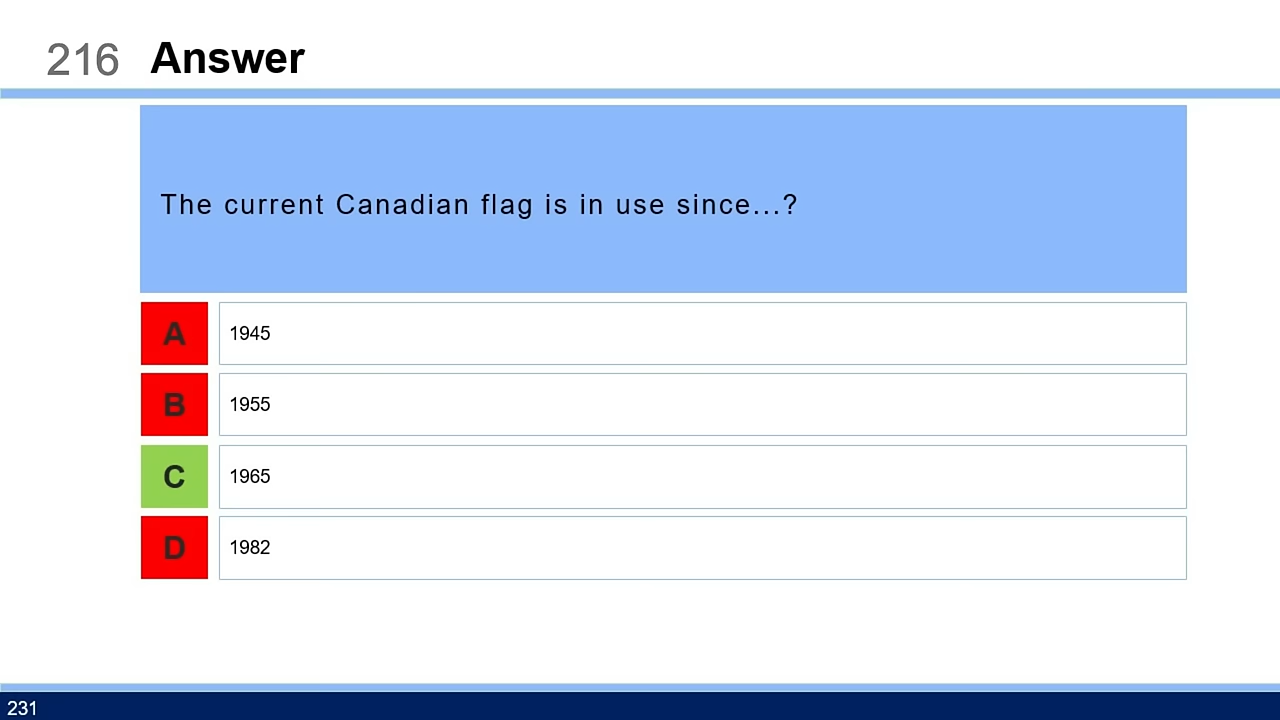 216 Answer
The current Canadian flag is in use since...?
A 1945
B 1955
C 1965
D 1982
231